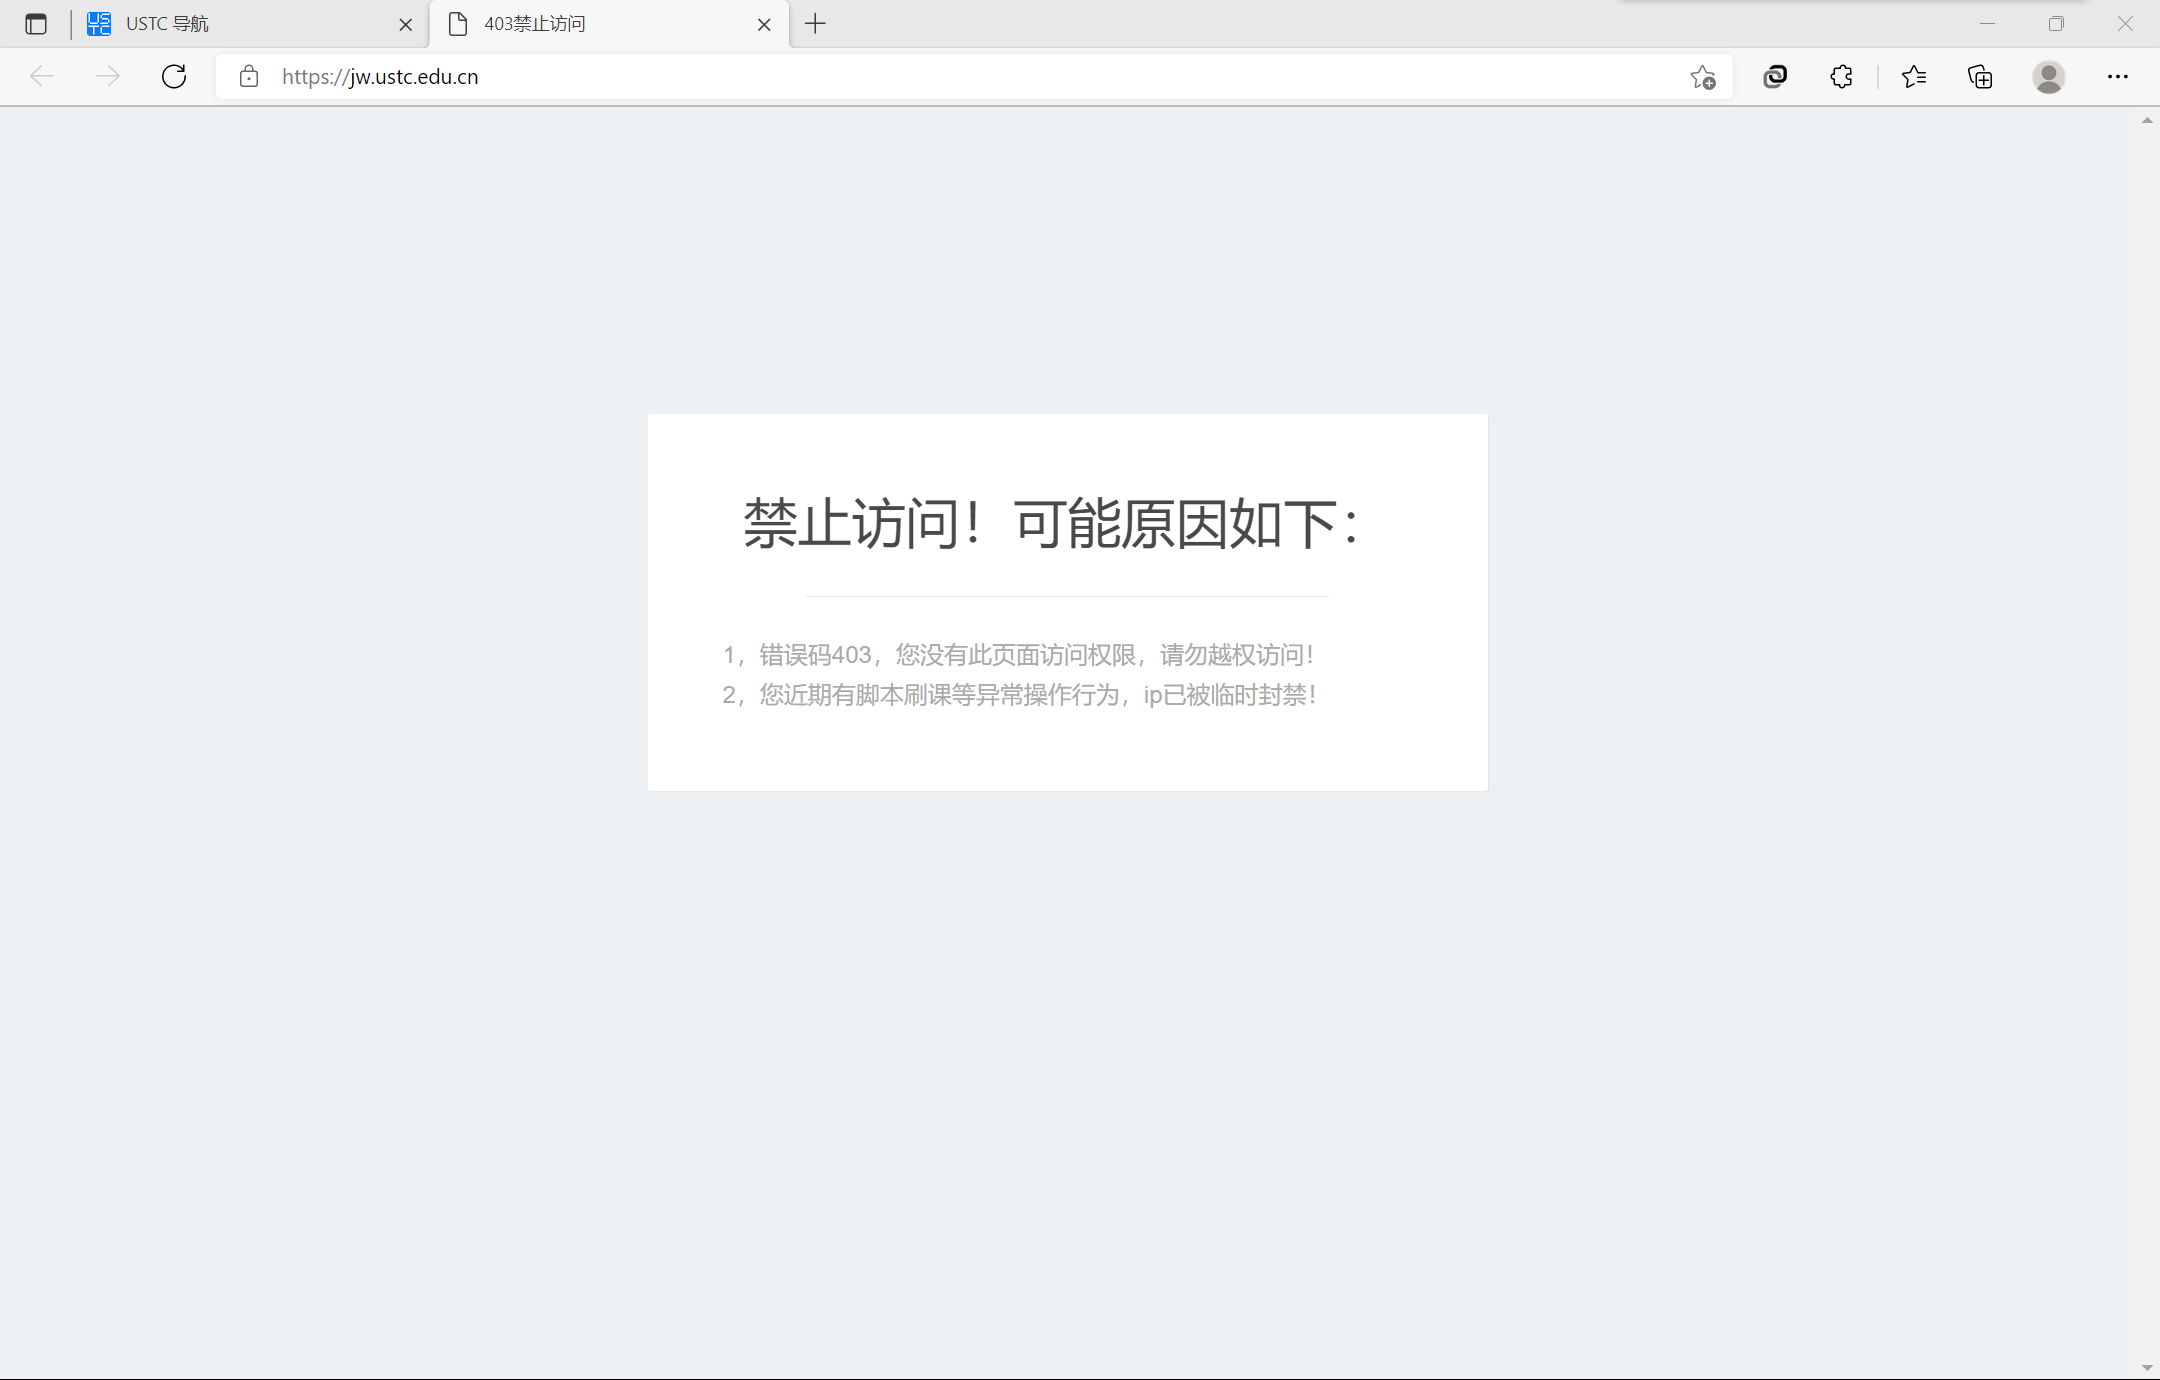 USTC 导航
403禁止访问
https://jw.ustc.edu.cn
禁止访问！可能原因如下：
1，错误码403，您没有此页面访问权限，请勿越权访问！
2，您近期有脚本刷课等异常操作行为，ip已被临时封禁！